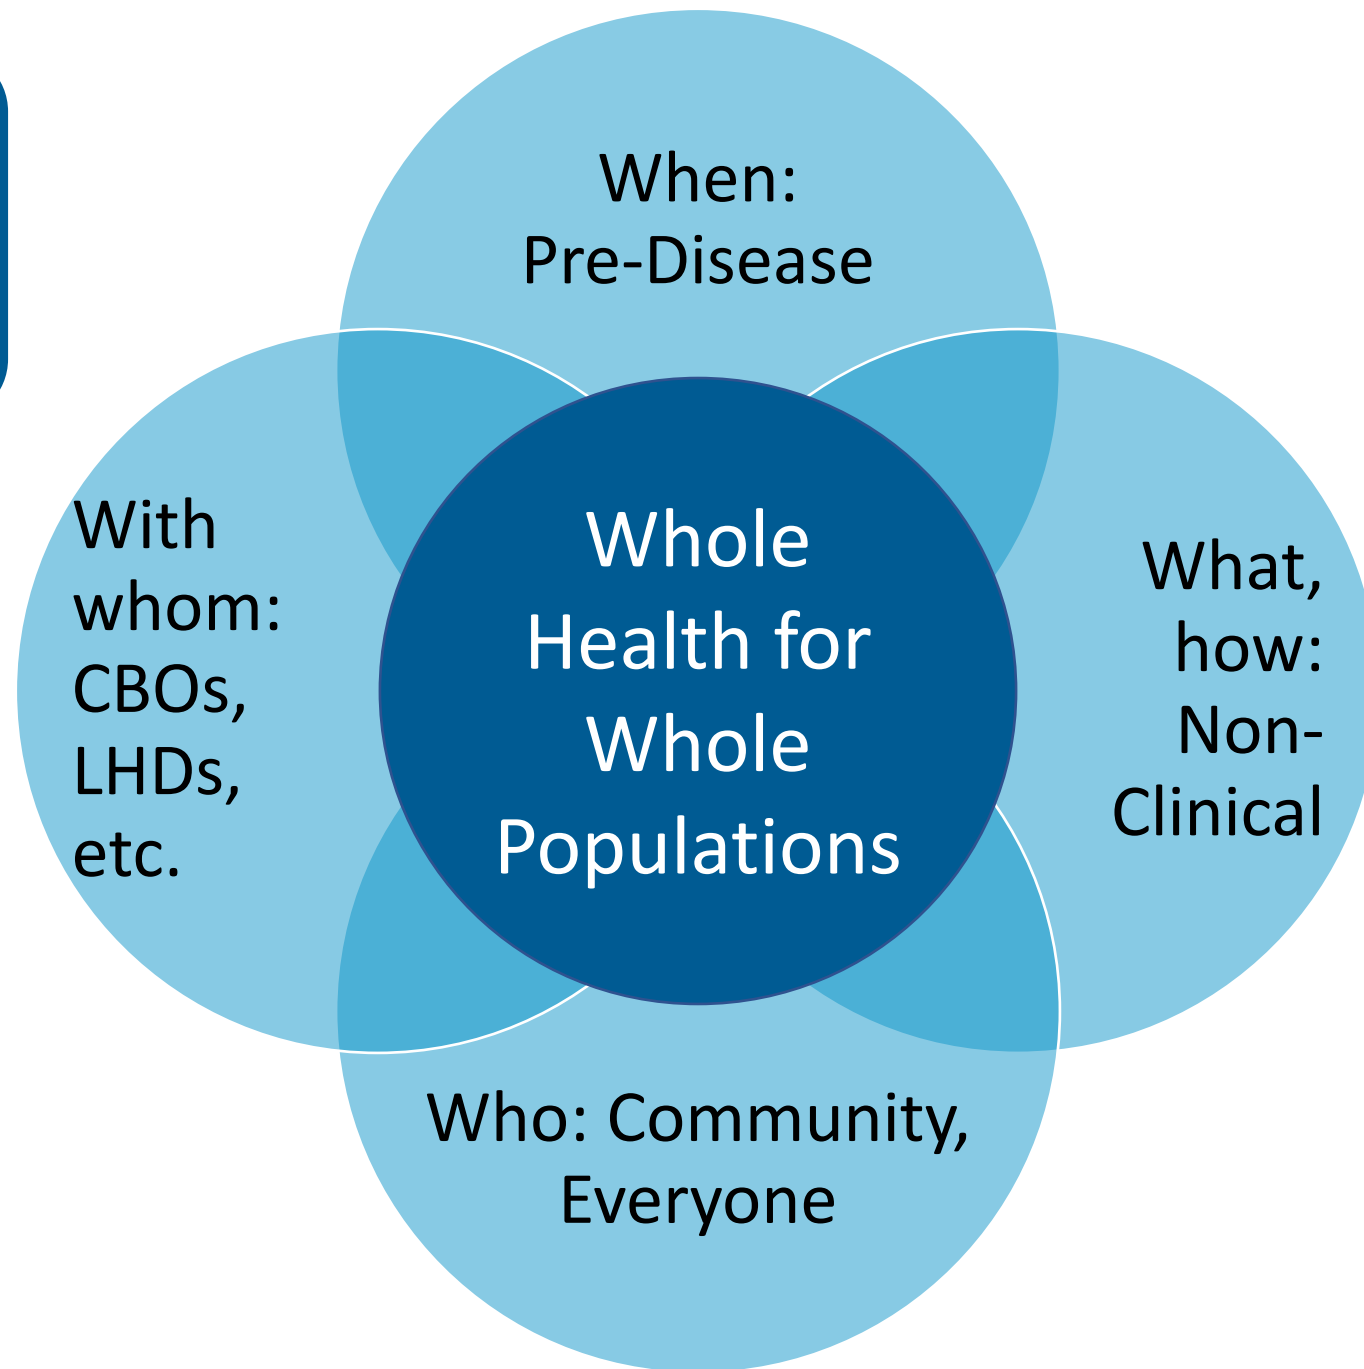 When:
Pre-Disease
With
whom:
CBOs,
LHDs,
etc.
Whole
Health for
Whole
Populations
What,
how:
Non-
Clinical
Who: Community,
Everyone